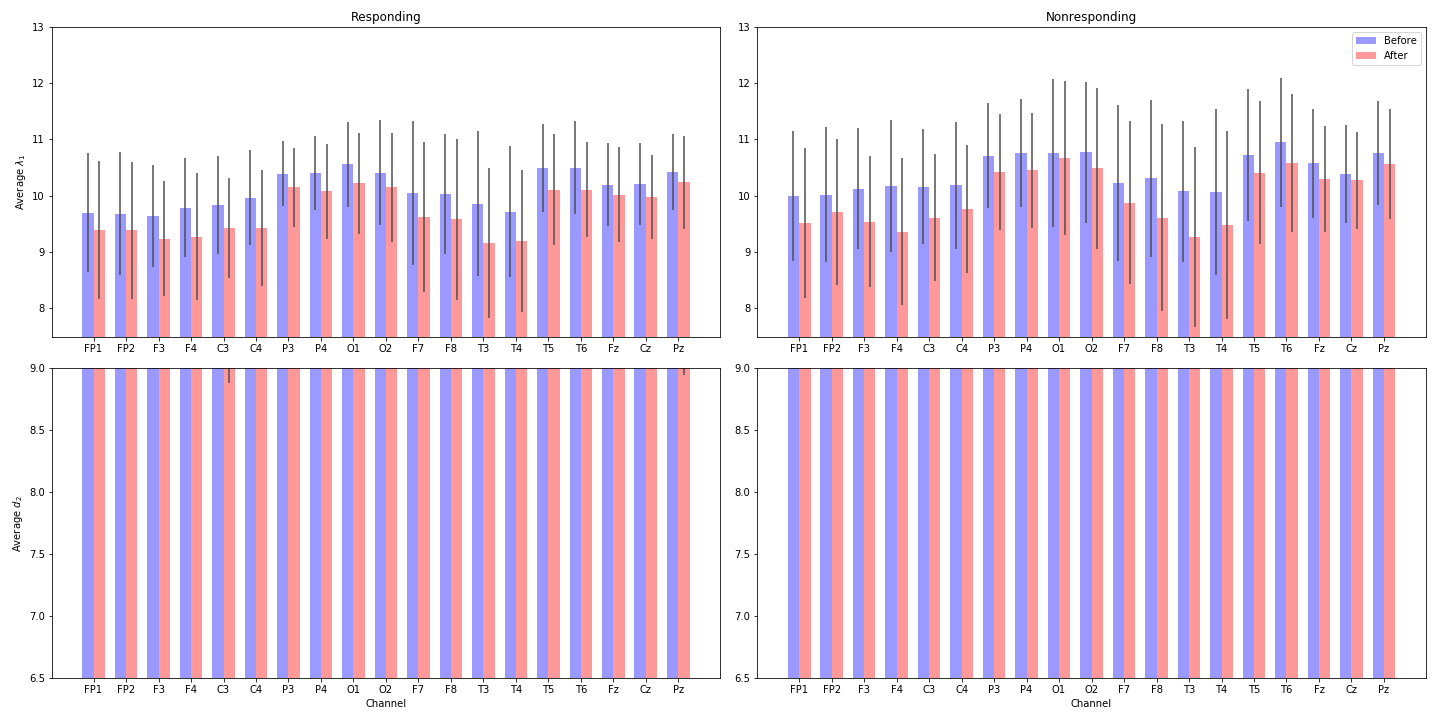 Responding
Nonresponding
Average λ1
13
12
11
10
9
8
FP1 FP2 F3 F4 C3 C4 P3 P4 O1 O2 F7 F8 T3 T4 T5 T6 Fz Cz Pz
13
12
11
10
9
8
Before
After
FP1 FP2 F3 F4 C3 C4 P3 P4 O1 O2 F7 F8 T3 T4 T5 T6 Fz Cz Pz
Average d2
9.0
8.5
8.0
7.5
7.0
6.5
FP1 FP2 F3 F4 C3 C4 P3 P4 O1 O2 F7 F8 T3 T4 T5 T6 Fz Cz Pz
Channel
9.0
8.5
8.0
7.5
7.0
6.5
FP1 FP2 F3 F4 C3 C4 P3 P4 O1 O2 F7 F8 T3 T4 T5 T6 Fz Cz Pz
Channel